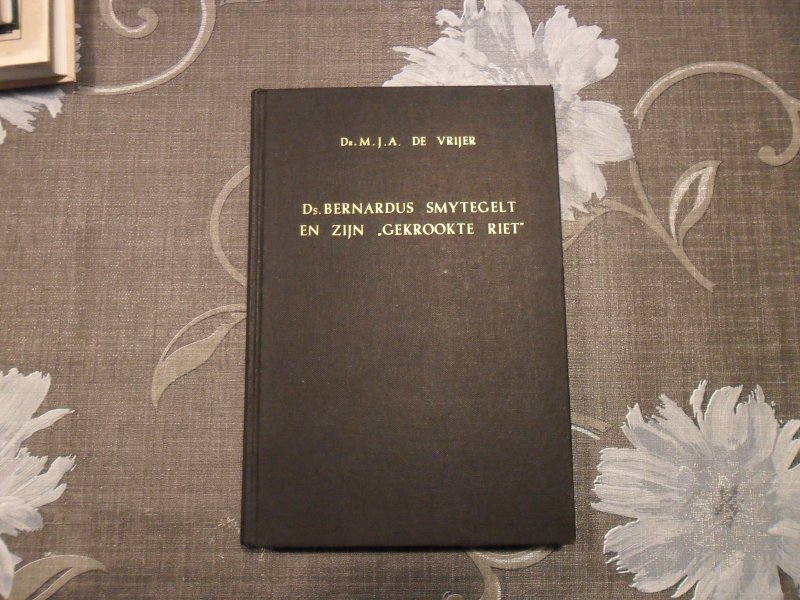 Dr. M. J. A. DE VRIJER
Ds. BERNARDUS SMYTEGELT
EN ZIJN „GEKROOKTE RIET”